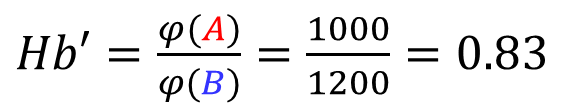 Hb′ = φ(A)/φ(B) = 1000/1200 = 0.83